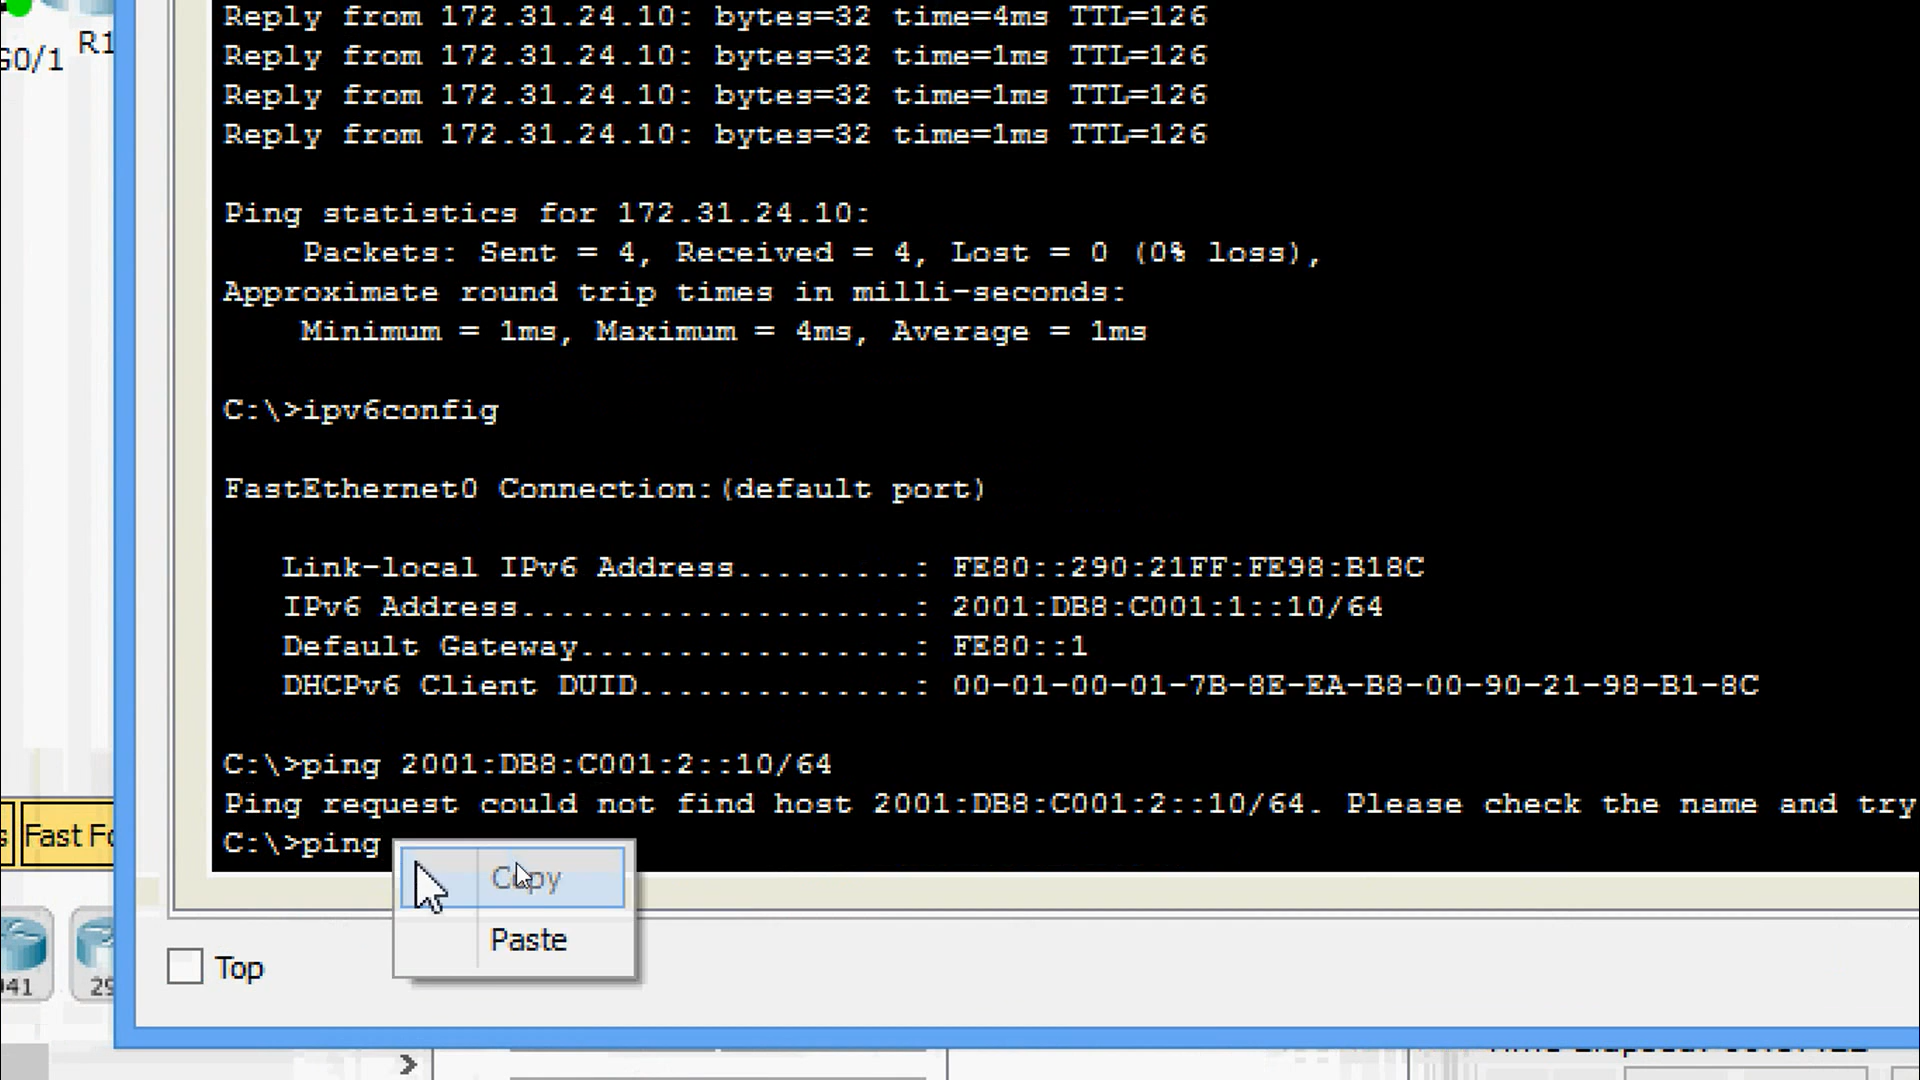 G0/1 R1
Reply from 172.31.24.10: bytes=32 time=4ms TTL=126
Reply from 172.31.24.10: bytes=32 time=1ms TTL=126
Reply from 172.31.24.10: bytes=32 time=1ms TTL=126
Reply from 172.31.24.10: bytes=32 time=1ms TTL=126
Ping statistics for 172.31.24.10:
Packets: Sent = 4, Received = 4, Lost = 0 (0% loss),
Approximate round trip times in milli-seconds:
Minimum = 1ms, Maximum = 4ms, Average = 1ms
C:\>ipv6config
FastEthernet0 Connection:(default port)
Link-local IPv6 Address.........: FE80::290:21FF:FE98:B18C
IPv6 Address....................: 2001:DB8:C001:1::10/64
Default Gateway.................: FE80::1
DHCPv6 Client DUID..............: 00-01-00-01-7B-8E-EA-B8-00-90-21-98-B1-8C
C:\>ping 2001:DB8:C001:2::10/64
Ping request could not find host 2001:DB8:C001:2::10/64. Please check the name and try
C:\>ping
Copy
Paste
Fast Fo
Top
941 29